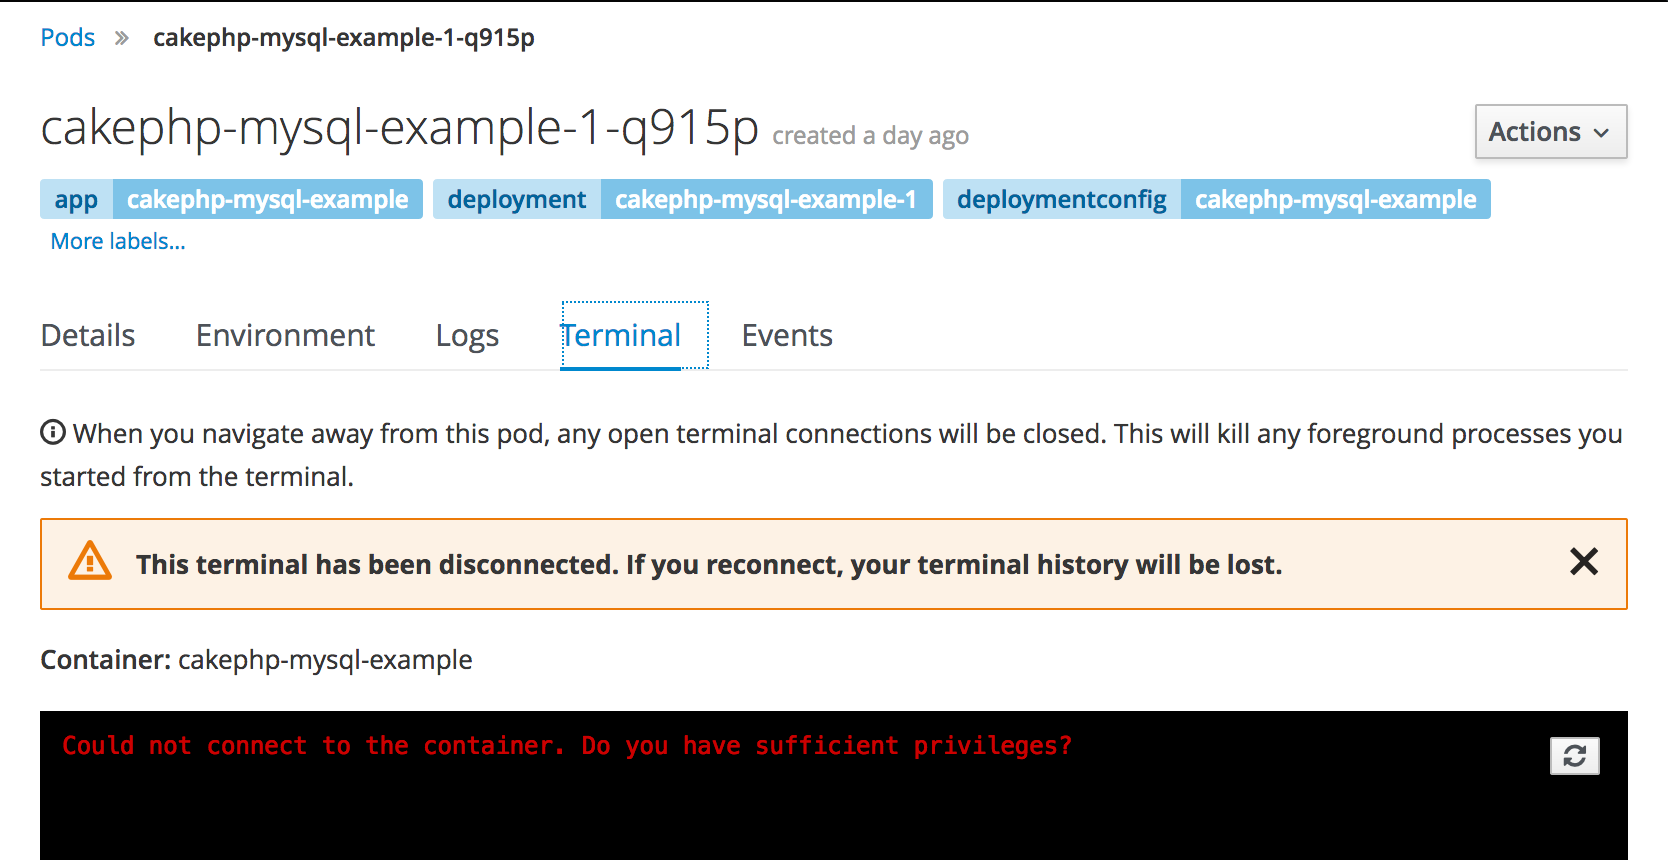 Pods » cakephp-mysql-example-1-q915p
cakephp-mysql-example-1-q915p created a day ago
Actions
app cakephp-mysql-example deployment cakephp-mysql-example-1 deploymentconfig cakephp-mysql-example
More labels...
Details Environment Logs Terminal Events
When you navigate away from this pod, any open terminal connections will be closed. This will kill any foreground processes you
started from the terminal.
This terminal has been disconnected. If you reconnect, your terminal history will be lost.
Container: cakephp-mysql-example
Could not connect to the container. Do you have sufficient privileges?